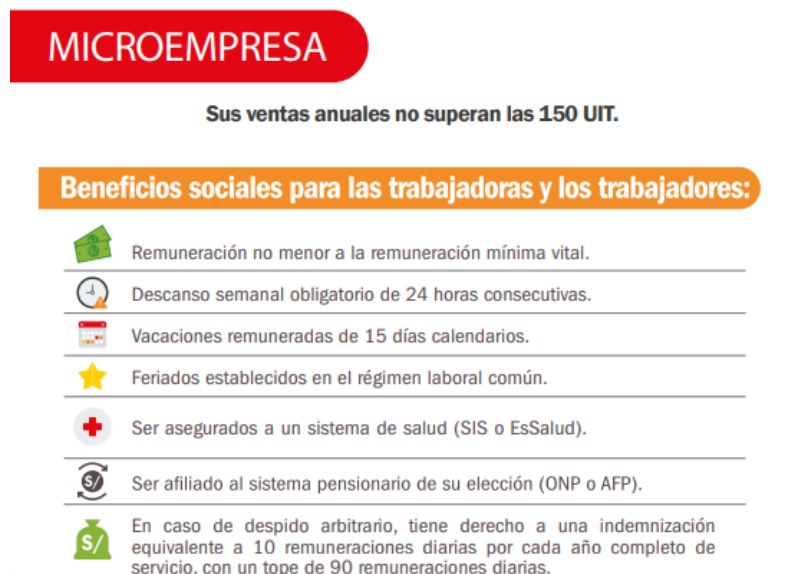 MICROEMPRESA
Sus ventas anuales no superan las 150 UIT.
Beneficios sociales para las trabajadoras y los trabajadores:
Remuneración no menor a la remuneración mínima vital.
Descanso semanal obligatorio de 24 horas consecutivas.
Vacaciones remuneradas de 15 días calendarios.
Feriados establecidos en el régimen laboral común.
Ser asegurados a un sistema de salud (SIS o EsSalud).
S/
Ser afiliado al sistema pensionario de su elección (ONP o AFP).
S/
En caso de despido arbitrario, tiene derecho a una indemnización
equivalente a 10 remuneraciones diarias por cada año completo de
servicio, con un tope de 90 remuneraciones diarias.